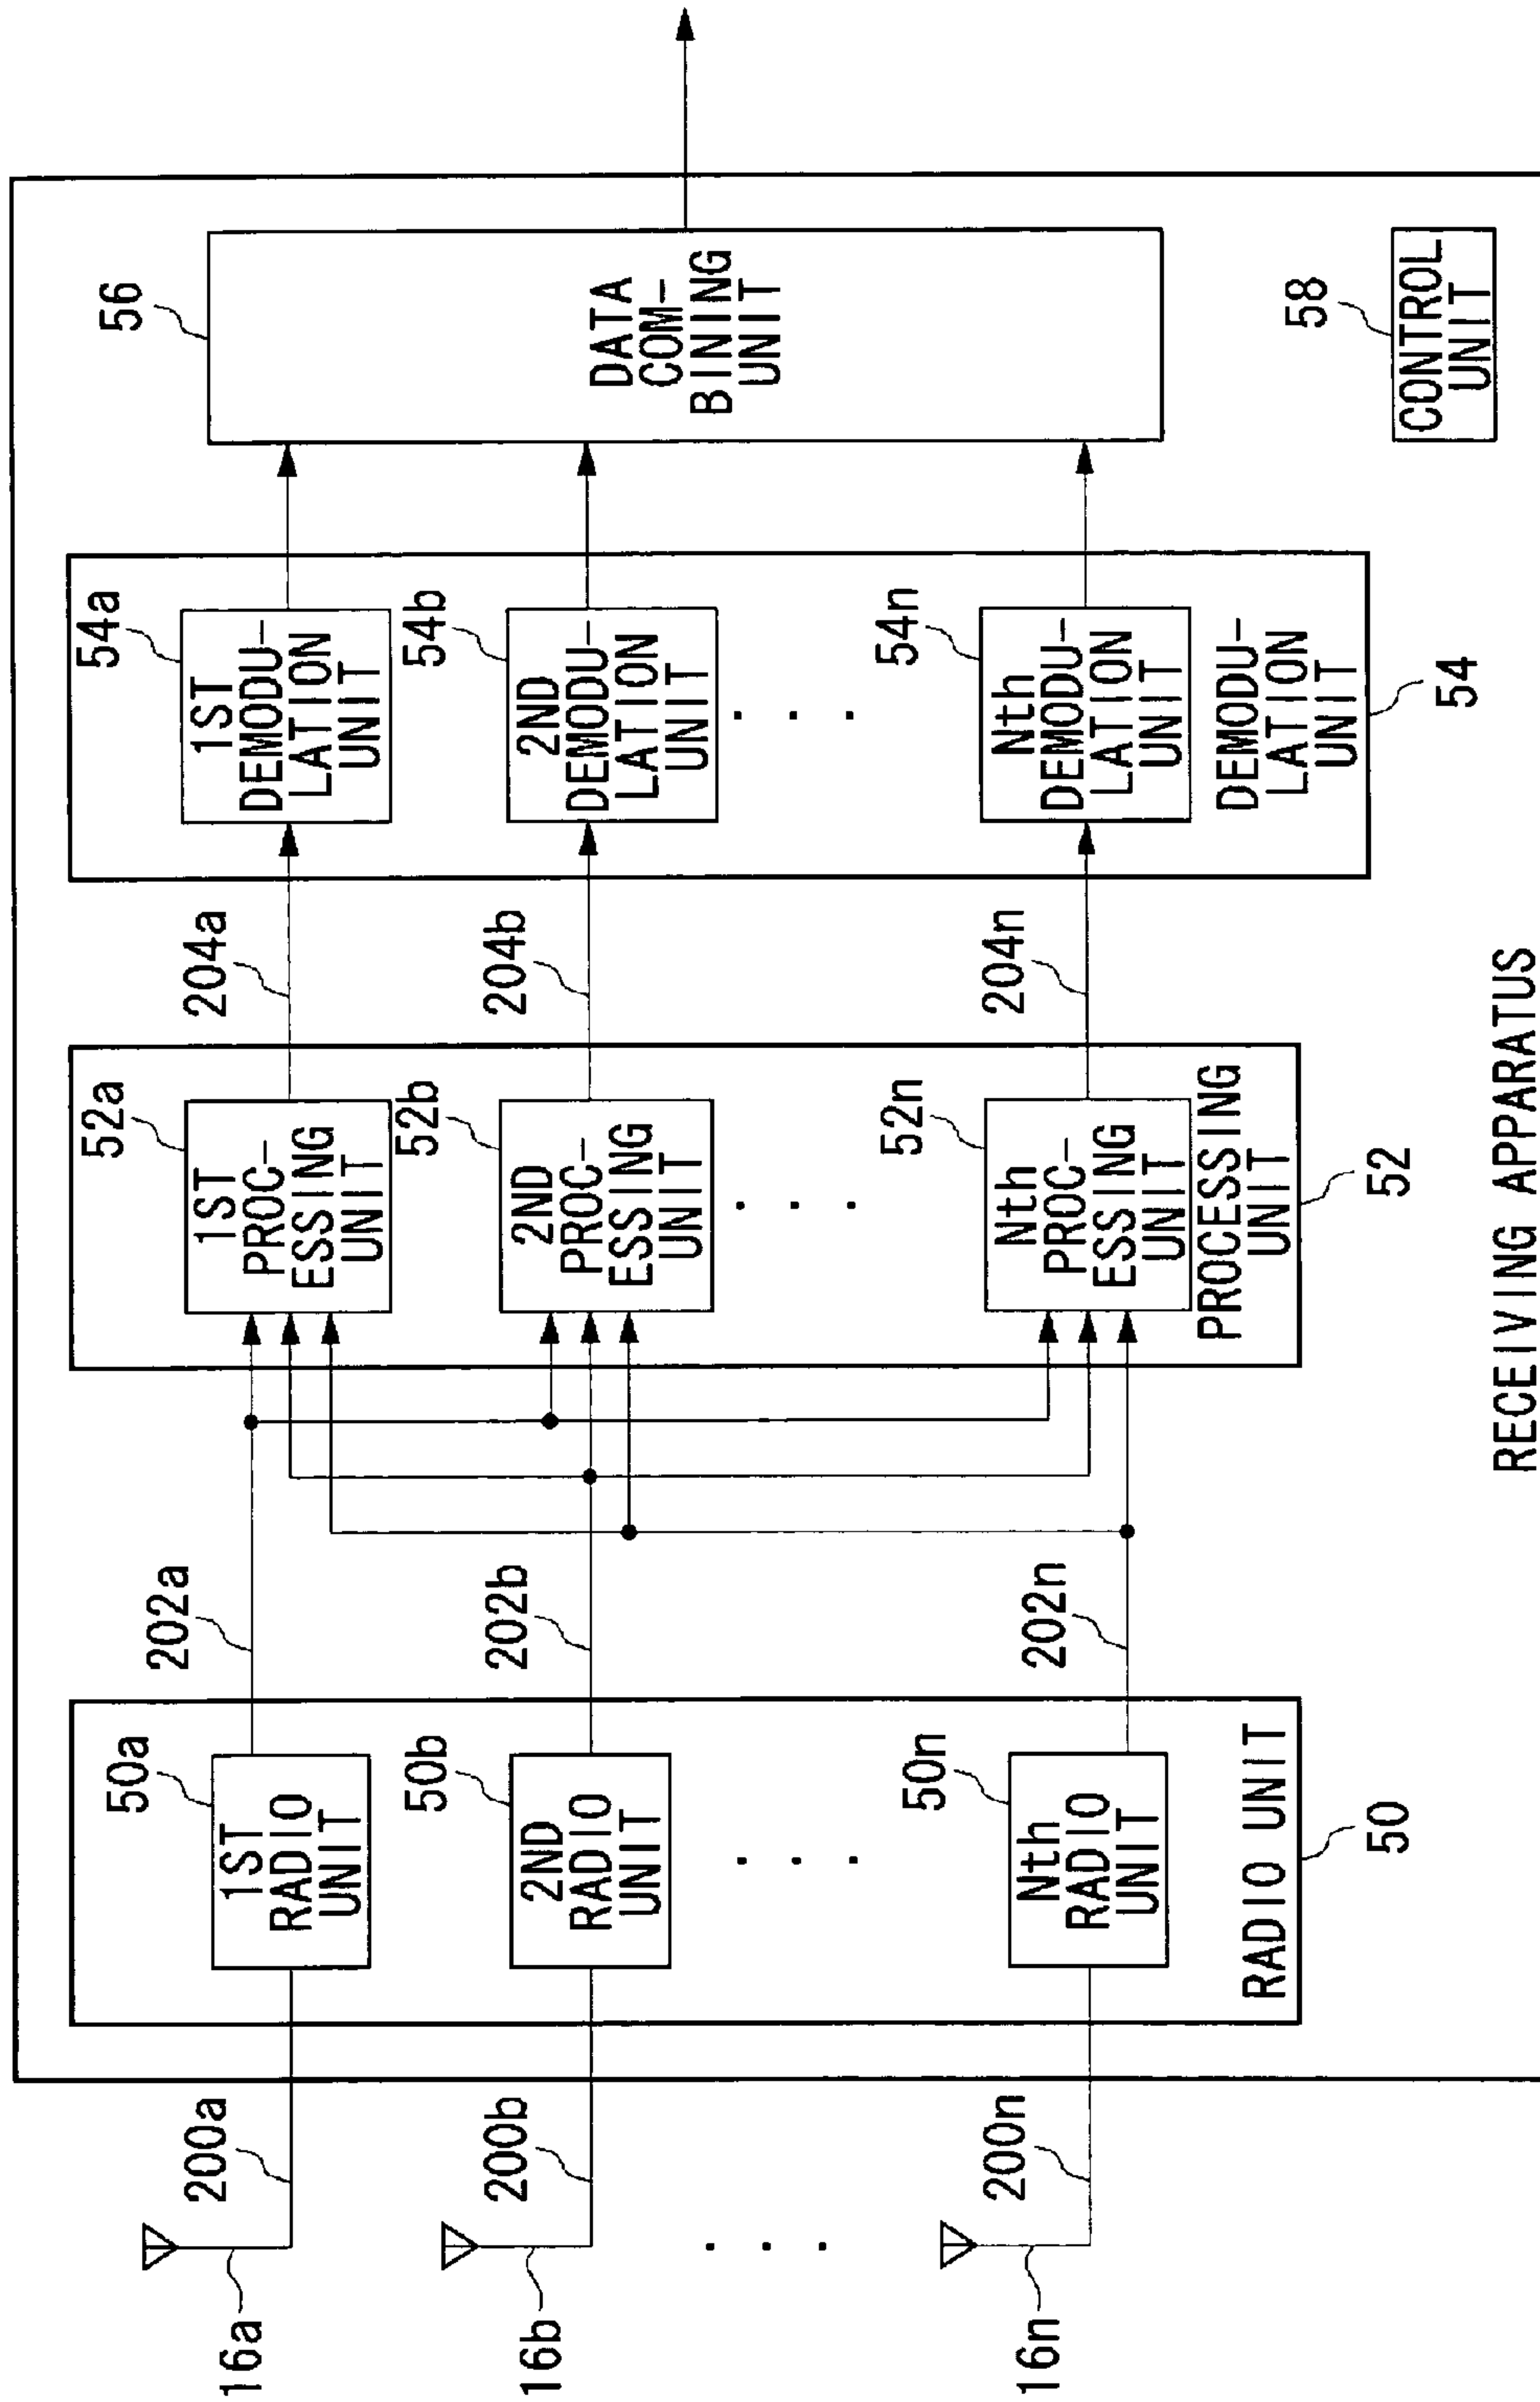 16a
200a
16b
200b
16n
200n
50a
1ST
RADIO
UNIT
50b
2ND
RADIO
UNIT
50n
Nth
RADIO
UNIT
RADIO UNIT
50
202a
202b
202n
52a
1ST
PROC-
ESSING
UNIT
52b
2ND
PROC-
ESSING
UNIT
52n
Nth
PROC-
ESSING
UNIT
PROCESSING
UNIT
52
204a
204b
204n
54a
1ST
DEMODU-
LATION
UNIT
54b
2ND
DEMODU-
LATION
UNIT
54n
Nth
DEMODU-
LATION
UNIT
DEMODU-
LATION
UNIT
54
56
DATA
COM-
BINING
UNIT
58
CONTROL
UNIT
RECEIVING APPARATUS